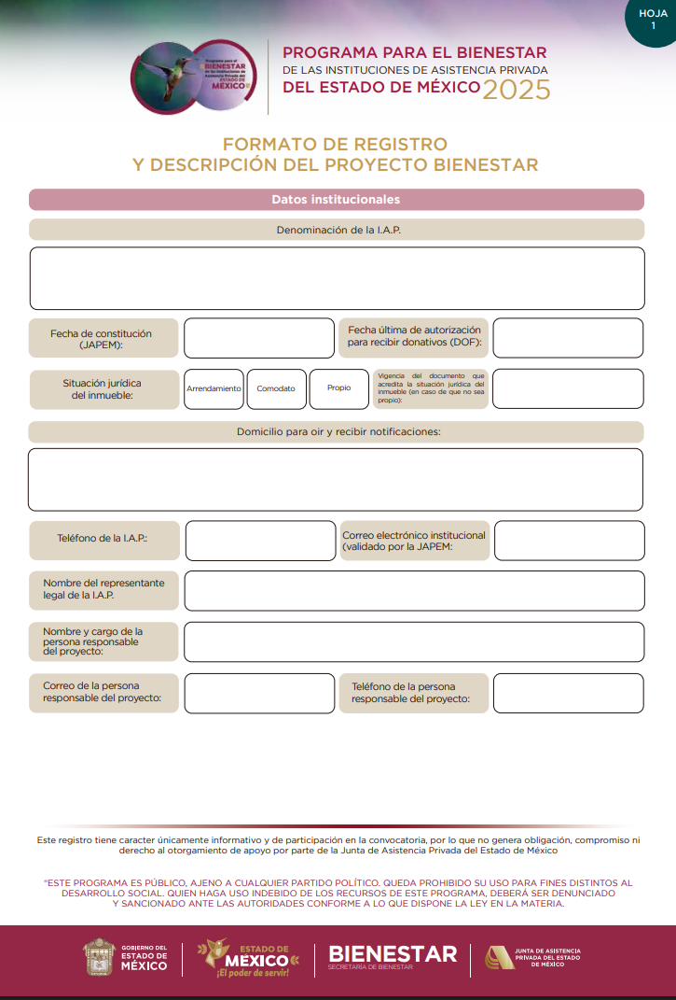 HOJA
1
Programa para el
BIENESTAR
de las Instituciones de
Asistencia Privada del
ESTADO DE
MÉXICO
PROGRAMA PARA EL BIENESTAR
DE LAS INSTITUCIONES DE ASISTENCIA PRIVADA
DEL ESTADO DE MÉXICO 2025
FORMATO DE REGISTRO
Y DESCRIPCIÓN DEL PROYECTO BIENESTAR
Datos institucionales
Denominación de la I.A.P.
Fecha de constitución
(JAPEM):
Fecha última de autorización
para recibir donativos (DOF):
Situación jurídica
del inmueble:
Arrendamiento
Comodato
Propio
Vigencia del documento que
acredita la situación jurídica del
inmueble (en caso de que no sea
propio):
Domicilio para oir y recibir notificaciones:
Teléfono de la I.A.P.:
Correo electrónico institucional
(validado por la JAPEM:
Nombre del representante
legal de la I.A.P.
Nombre y cargo de la
persona responsable
del proyecto:
Correo de la persona
responsable del proyecto:
Teléfono de la persona
responsable del proyecto:
Este registro tiene caracter únicamente informativo y de participación en la convocatoria, por lo que no genera obligación, compromiso ni
derecho al otorgamiento de apoyo por parte de la Junta de Asistencia Privada del Estado de México
"ESTE PROGRAMA ES PÚBLICO, AJENO A CUALQUIER PARTIDO POLÍTICO. QUEDA PROHIBIDO SU USO PARA FINES DISTINTOS AL
DESARROLLO SOCIAL. QUIEN HAGA USO INDEBIDO DE LOS RECURSOS DE ESTE PROGRAMA, DEBERÁ SER DENUNCIADO
Y SANCIONADO ANTE LAS AUTORIDADES CONFORME A LO QUE DISPONE LA LEY EN LA MATERIA.
GOBIERNO DEL
ESTADO DE
MÉXICO
ESTADO DE
MÉXICO
¡El poder de servir!
BIENESTAR
SECRETARÍA DE BIENESTAR
JUNTA DE ASISTENCIA
PRIVADA DEL ESTADO
DE MÉXICO